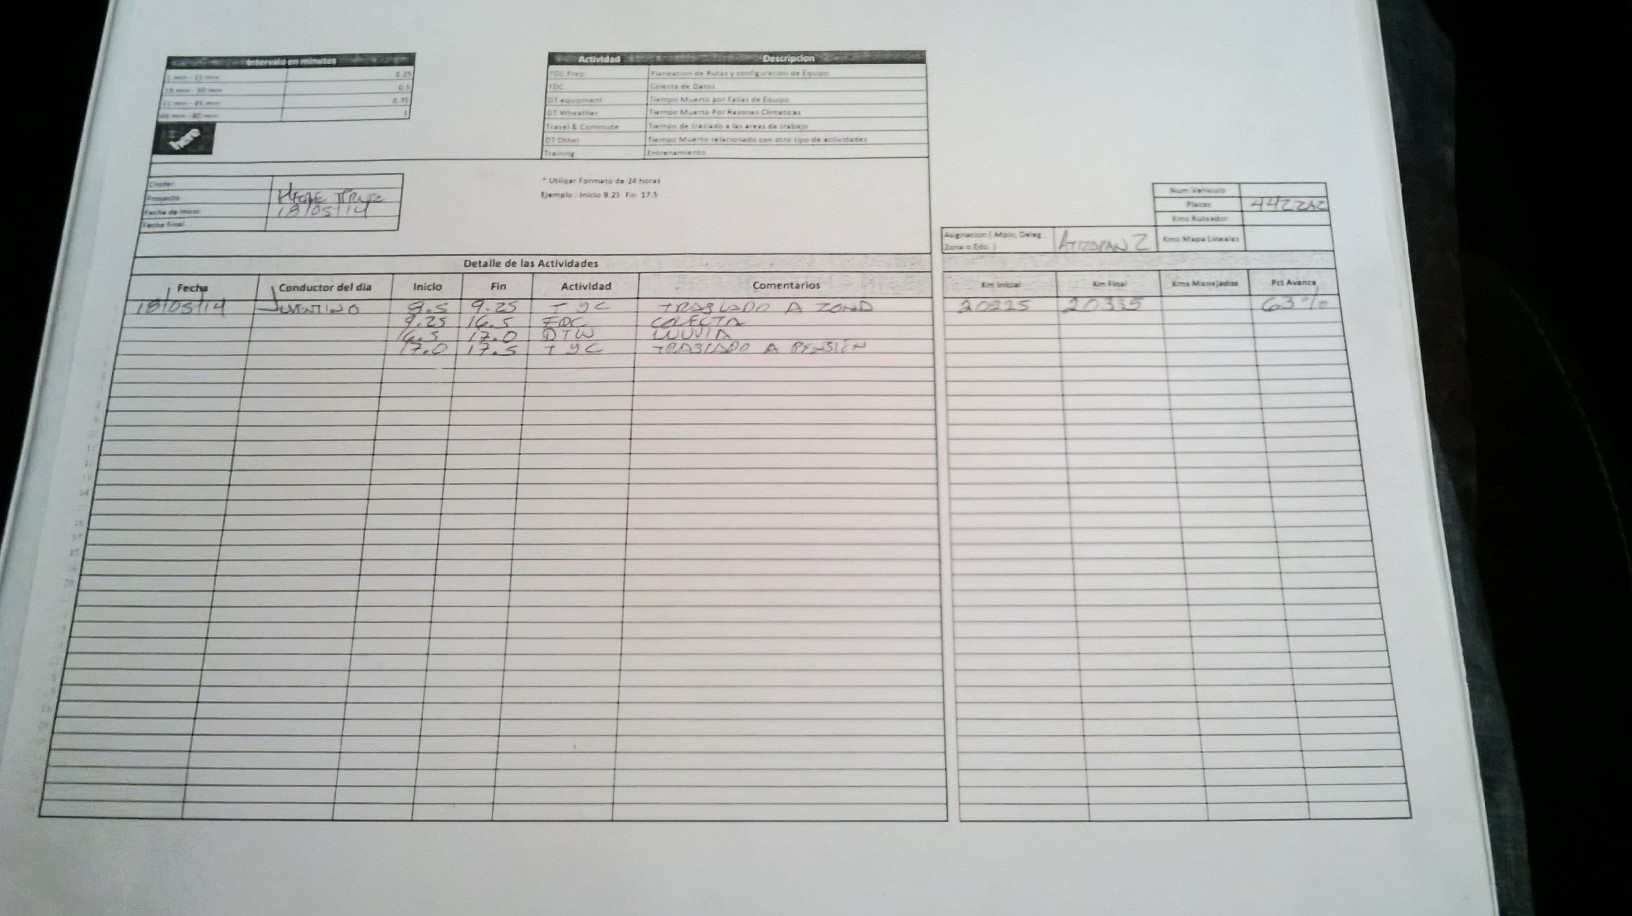 Intervalo en minutos
1 min - 15 min 0.25
16 min - 30 min 0.5
31 min - 45 min 0.75
46 min - 60 min 1
here
Actividad Descripcion
FDC Prep Planeacion de Rutas y configuracion de Equipo
FDC Colecta de Datos
DT equipment Tiempo Muerto por Fallas de Equipo
DT Wheather Tiempo Muerto Por Razones Climaticas
Travel & Commute Tiempo de traslado a las areas de trabajo
DT Other Tiempo Muerto relacionado con otro tipo de actividades
Training Entrenamiento
* Utilizar Formato de 24 horas
Ejemplo : Inicio 9.25 Fin 17.5
Chofer
Proyecto HERE TRUE
Fecha de Inicio 18/05/14
Fecha Final
Num Vehiculo
Placas 442ZAZ
Kms Ruteados
Asignacion ( Mpio, Deleg, Zona = Edo. ) ATIZAPAN 2 Kms Mapa Lineales
Detalle de las Actividades
Fecha Conductor del dia Inicio Fin Actividad Comentarios Km Inicial Km Final Kms Manejados Pct Avance
18/05/14 JUVENTINO 8.5 9.25 T y C TRASLADO A ZONA 20225 20335 63%
9.25 16.5 FDC COLECTA
16.5 17.0 DTW LLUVIA
17.0 17.5 T y C TRASLADO A PENSIÓN